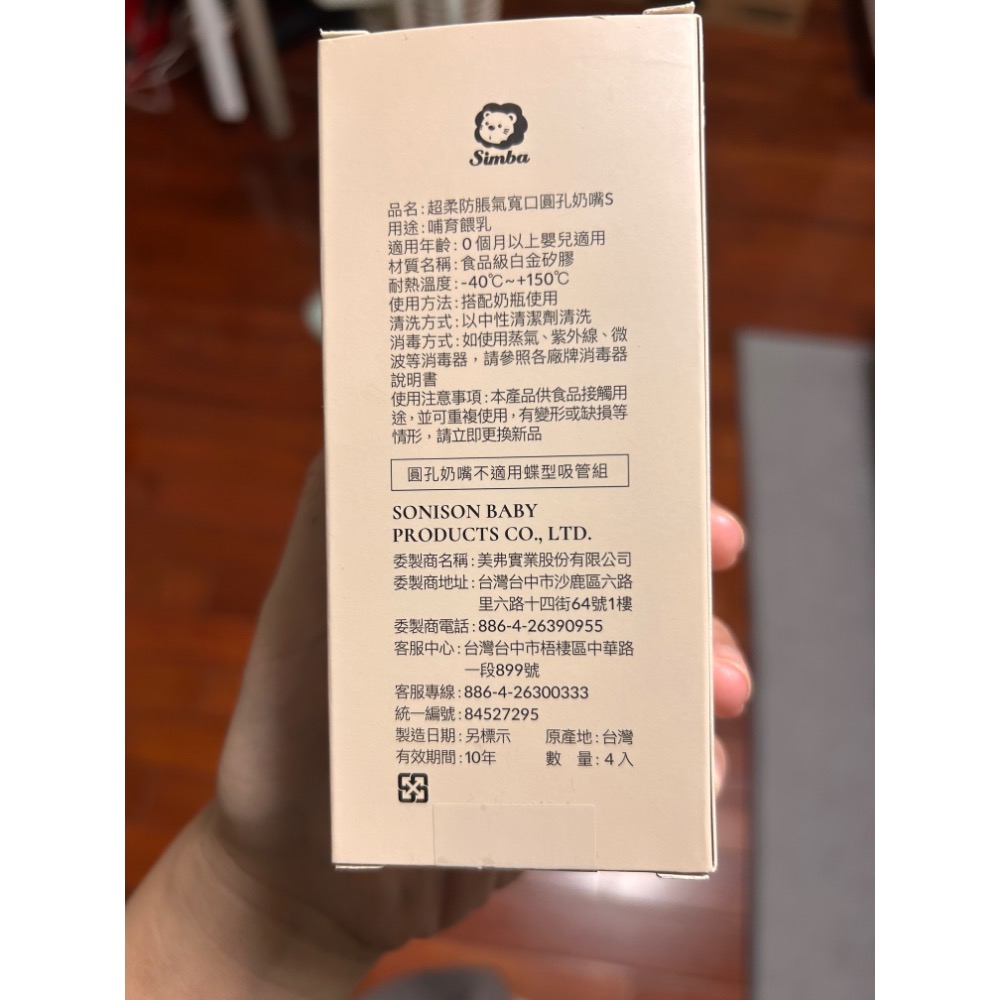 Simba
品名:超柔防脹氣寬口圓孔奶嘴S
用途:哺育餵乳
適用年齡:0個月以上嬰兒適用
材質名稱:食品級白金矽膠
耐熱溫度:-40℃~+150℃
使用方法:搭配奶瓶使用
清洗方式:以中性清潔劑清洗
消毒方式:如使用蒸氣、紫外線、微
波等消毒器，請參照各廠牌消毒器
說明書
使用注意事項:本產品供食品接觸用
途，並可重複使用，有變形或缺損等
情形，請立即更換新品
圓孔奶嘴不適用蝶型吸管組
SONISON BABY
PRODUCTS CO., LTD.
委製商名稱:美弗實業股份有限公司
委製商地址:台灣台中市沙鹿區六路
里六路十四街64號1樓
委製商電話:886-4-26390955
客服中心:台灣台中市梧棲區中華路
一段899號
客服專線:886-4-26300333
統一編號:84527295
製造日期:另標示 原產地:台灣
有效期間:10年 數 量:4入